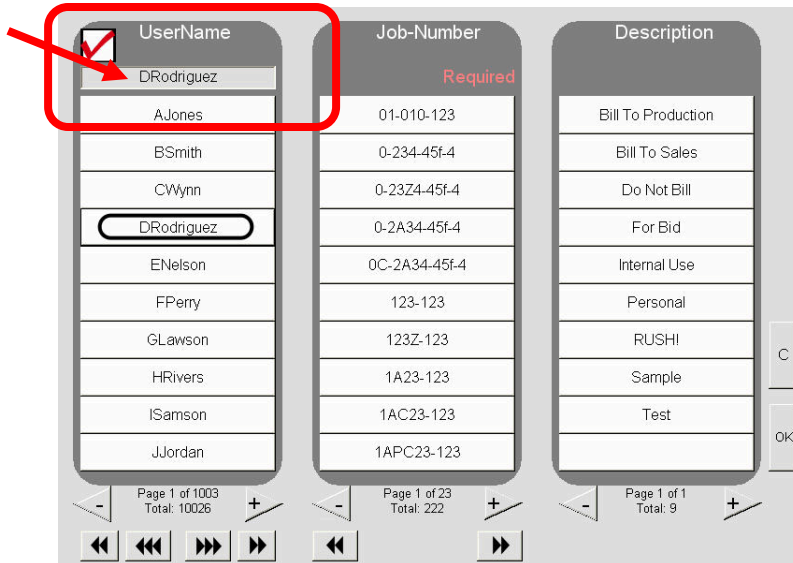 UserName
DRodriguez
AJones
BSmith
CWynn
DRodriguez
ENelson
FPerry
GLawson
HRivers
ISamson
JJordan
- Page 1 of 1003 +
Total: 10026
Job-Number
Required
01-010-123
0-234-45f-4
0-23Z4-45f-4
0-2A34-45f-4
0C-2A34-45f-4
123-123
123Z-123
1A23-123
1AC23-123
1APC23-123
- Page 1 of 23 +
Total: 222
Description
Bill To Production
Bill To Sales
Do Not Bill
For Bid
Internal Use
Personal
RUSH!
Sample
Test
- Page 1 of 1 +
Total: 9
C
OK